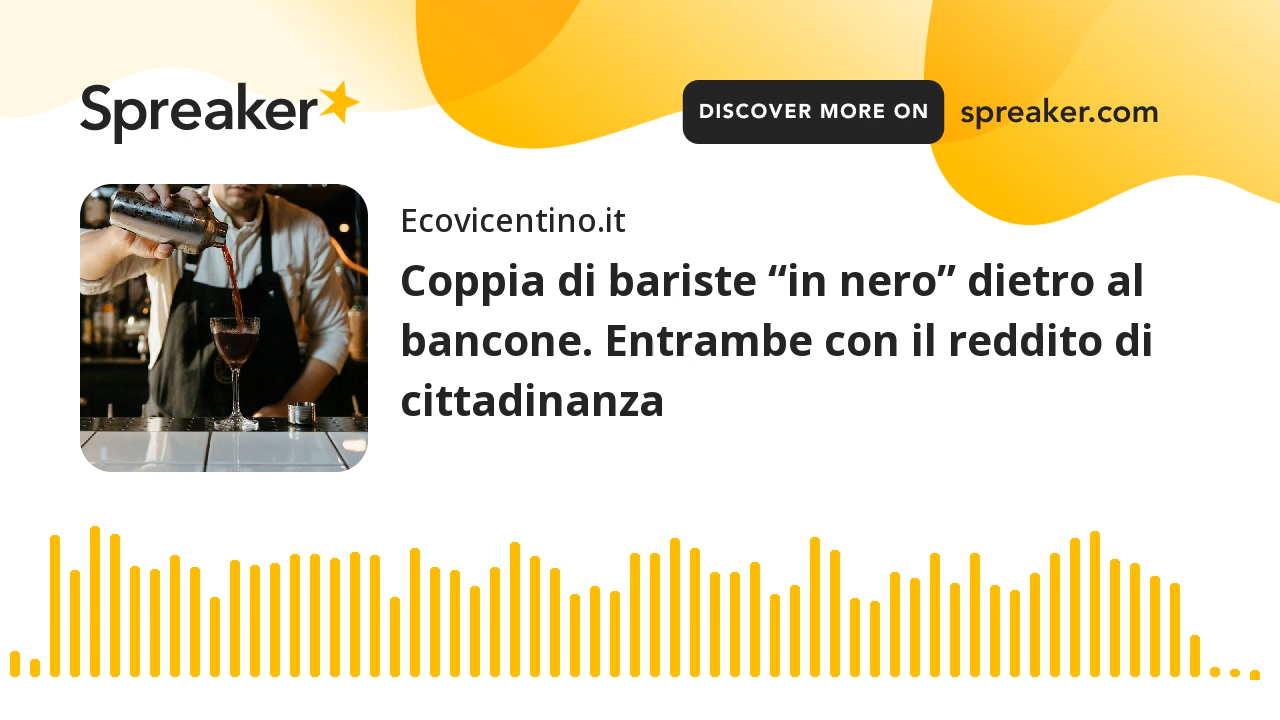 Spreaker
DISCOVER MORE ON spreaker.com
Ecovicentino.it
Coppia di bariste “in nero” dietro al
bancone. Entrambe con il reddito di
cittadinanza